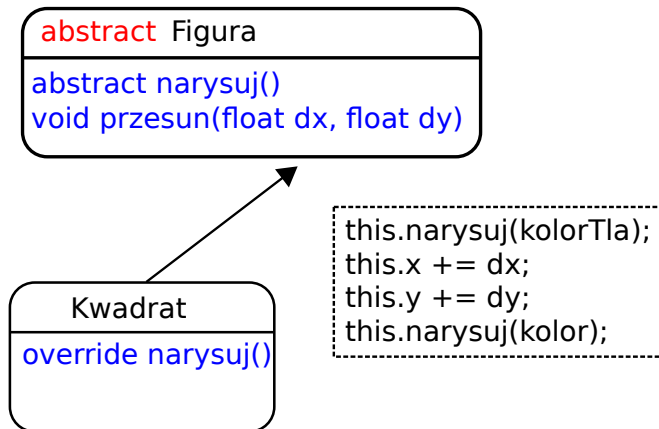 abstract Figura
abstract narysuj()
void przesun(float dx, float dy)
this.narysuj(kolorTla);
this.x += dx;
this.y += dy;
this.narysuj(kolor);
Kwadrat
override narysuj()